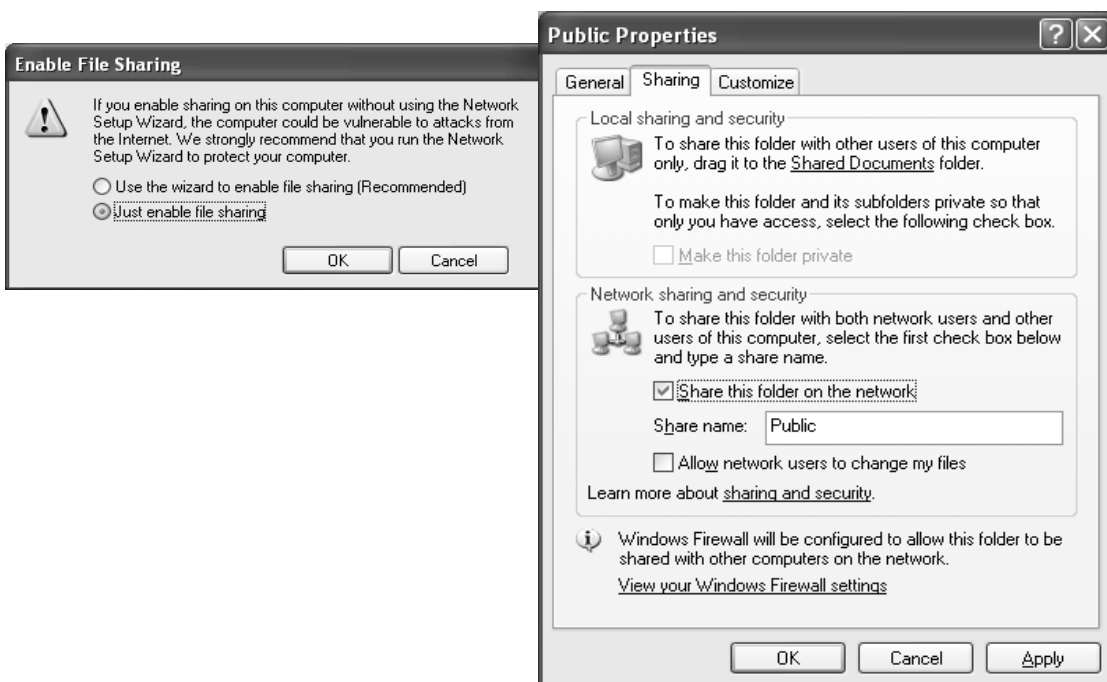 Enable File Sharing
If you enable sharing on this computer without using the Network
Setup Wizard, the computer could be vulnerable to attacks from
the Internet. We strongly recommend that you run the Network
Setup Wizard to protect your computer.
Use the wizard to enable file sharing (Recommended)
Just enable file sharing
OK Cancel
Public Properties
General Sharing Customize
Local sharing and security
To share this folder with other users of this computer
only, drag it to the Shared Documents folder.
To make this folder and its subfolders private so that
only you have access, select the following check box.
Make this folder private
Network sharing and security
To share this folder with both network users and other
users of this computer, select the first check box below
and type a share name.
Share this folder on the network
Share name: Public
Allow network users to change my files
Learn more about sharing and security.
Windows Firewall will be configured to allow this folder to be
shared with other computers on the network.
View your Windows Firewall settings
OK Cancel Apply